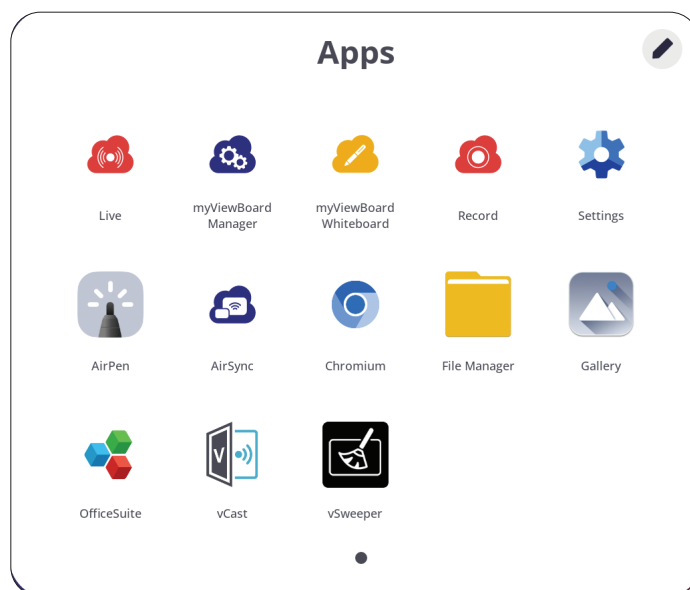 Apps
Live
myViewBoard
Manager
myViewBoard
Whiteboard
Record
Settings
AirPen
AirSync
Chromium
File Manager
Gallery
V
OfficeSuite
vCast
vSweeper